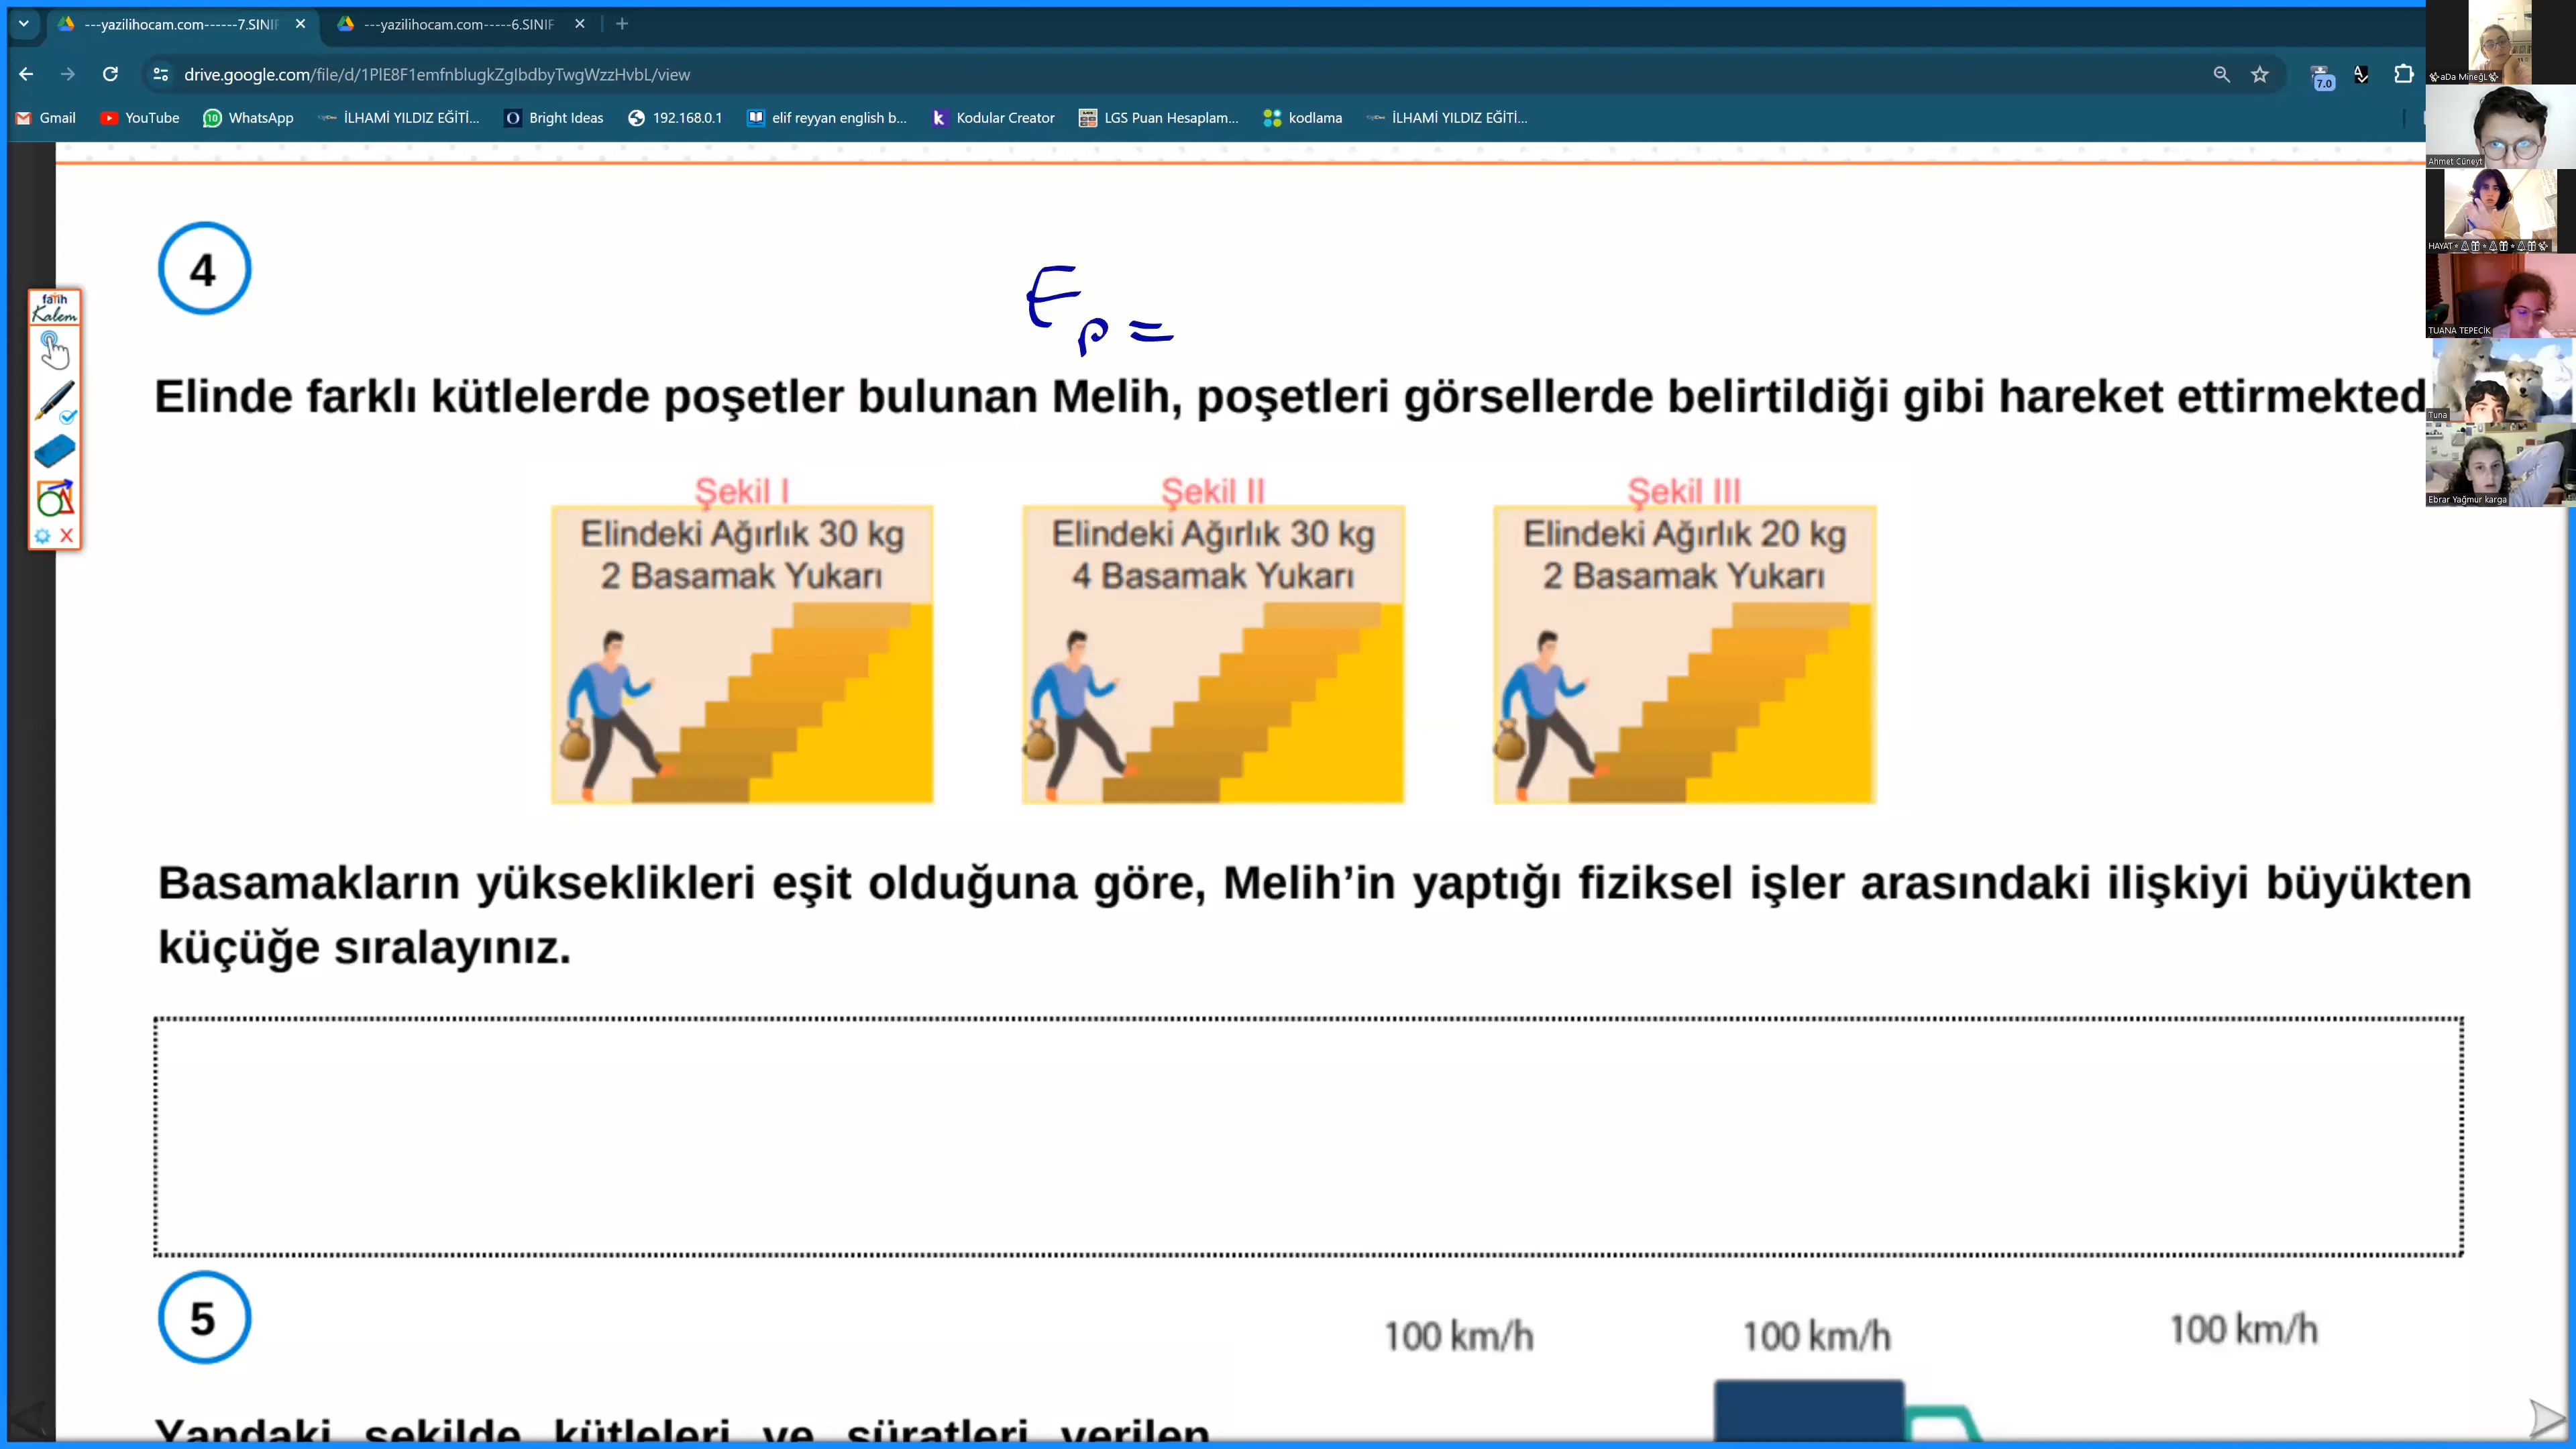 ---yazilihocam.com------7.SINIF
---yazilihocam.com-----6.SINIF
drive.google.com/file/d/1PlE8F1emfnblugkZgIbdbyTwgWzzHvbL/view
7.0
Gmail
YouTube
WhatsApp
İLHAMİ YILDIZ EĞİTİ...
Bright Ideas
192.168.0.1
elif reyyan english b...
Kodular Creator
LGS Puan Hesaplam...
kodlama
İLHAMİ YILDIZ EĞİTİ...
aDa MineğL
Ahmet Cüneyt
HAYAT
TUANA TEPECİK
Tuna
Ebrar Yağmur karga
fatih
Kalem
4
Ep =
Elinde farklı kütlelerde poşetler bulunan Melih, poşetleri görsellerde belirtildiği gibi hareket ettirmekted
Şekil I
Elindeki Ağırlık 30 kg
2 Basamak Yukarı
Şekil II
Elindeki Ağırlık 30 kg
4 Basamak Yukarı
Şekil III
Elindeki Ağırlık 20 kg
2 Basamak Yukarı
Basamakların yükseklikleri eşit olduğuna göre, Melih’in yaptığı fiziksel işler arasındaki ilişkiyi büyükten
küçüğe sıralayınız.
5
100 km/h
100 km/h
100 km/h
Yandaki şekilde kütleleri ve süratleri verilen